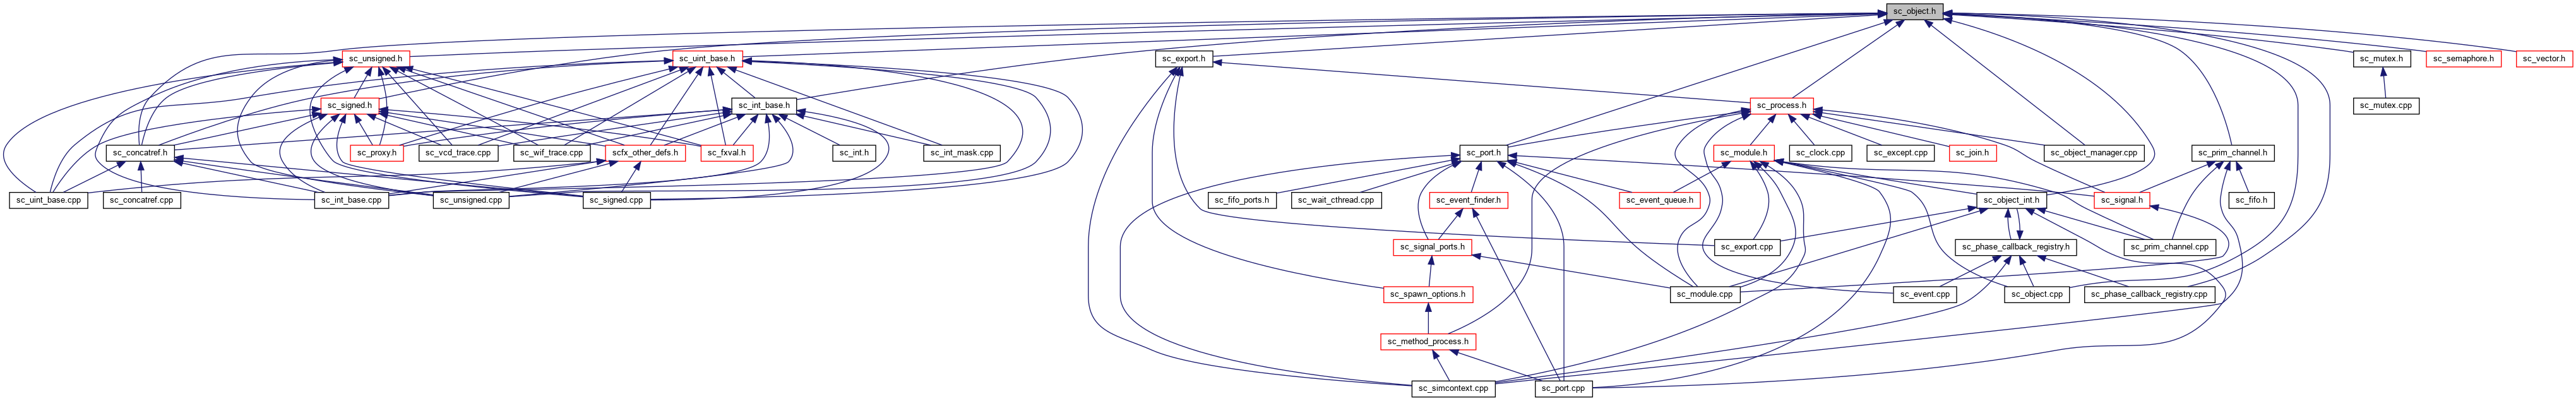 sc_object.h
sc_unsigned.h
sc_uint_base.h
sc_export.h
sc_mutex.h
sc_semaphore.h
sc_vector.h
sc_signed.h
sc_int_base.h
sc_process.h
sc_mutex.cpp
sc_concatref.h
sc_proxy.h
sc_vcd_trace.cpp
sc_wif_trace.cpp
scfx_other_defs.h
sc_fxval.h
sc_int.h
sc_int_mask.cpp
sc_port.h
sc_module.h
sc_clock.cpp
sc_except.cpp
sc_join.h
sc_object_manager.cpp
sc_prim_channel.h
sc_uint_base.cpp
sc_concatref.cpp
sc_int_base.cpp
sc_unsigned.cpp
sc_signed.cpp
sc_fifo_ports.h
sc_wait_cthread.cpp
sc_event_finder.h
sc_event_queue.h
sc_object_int.h
sc_signal.h
sc_fifo.h
sc_signal_ports.h
sc_export.cpp
sc_phase_callback_registry.h
sc_prim_channel.cpp
sc_spawn_options.h
sc_module.cpp
sc_event.cpp
sc_object.cpp
sc_phase_callback_registry.cpp
sc_method_process.h
sc_simcontext.cpp
sc_port.cpp